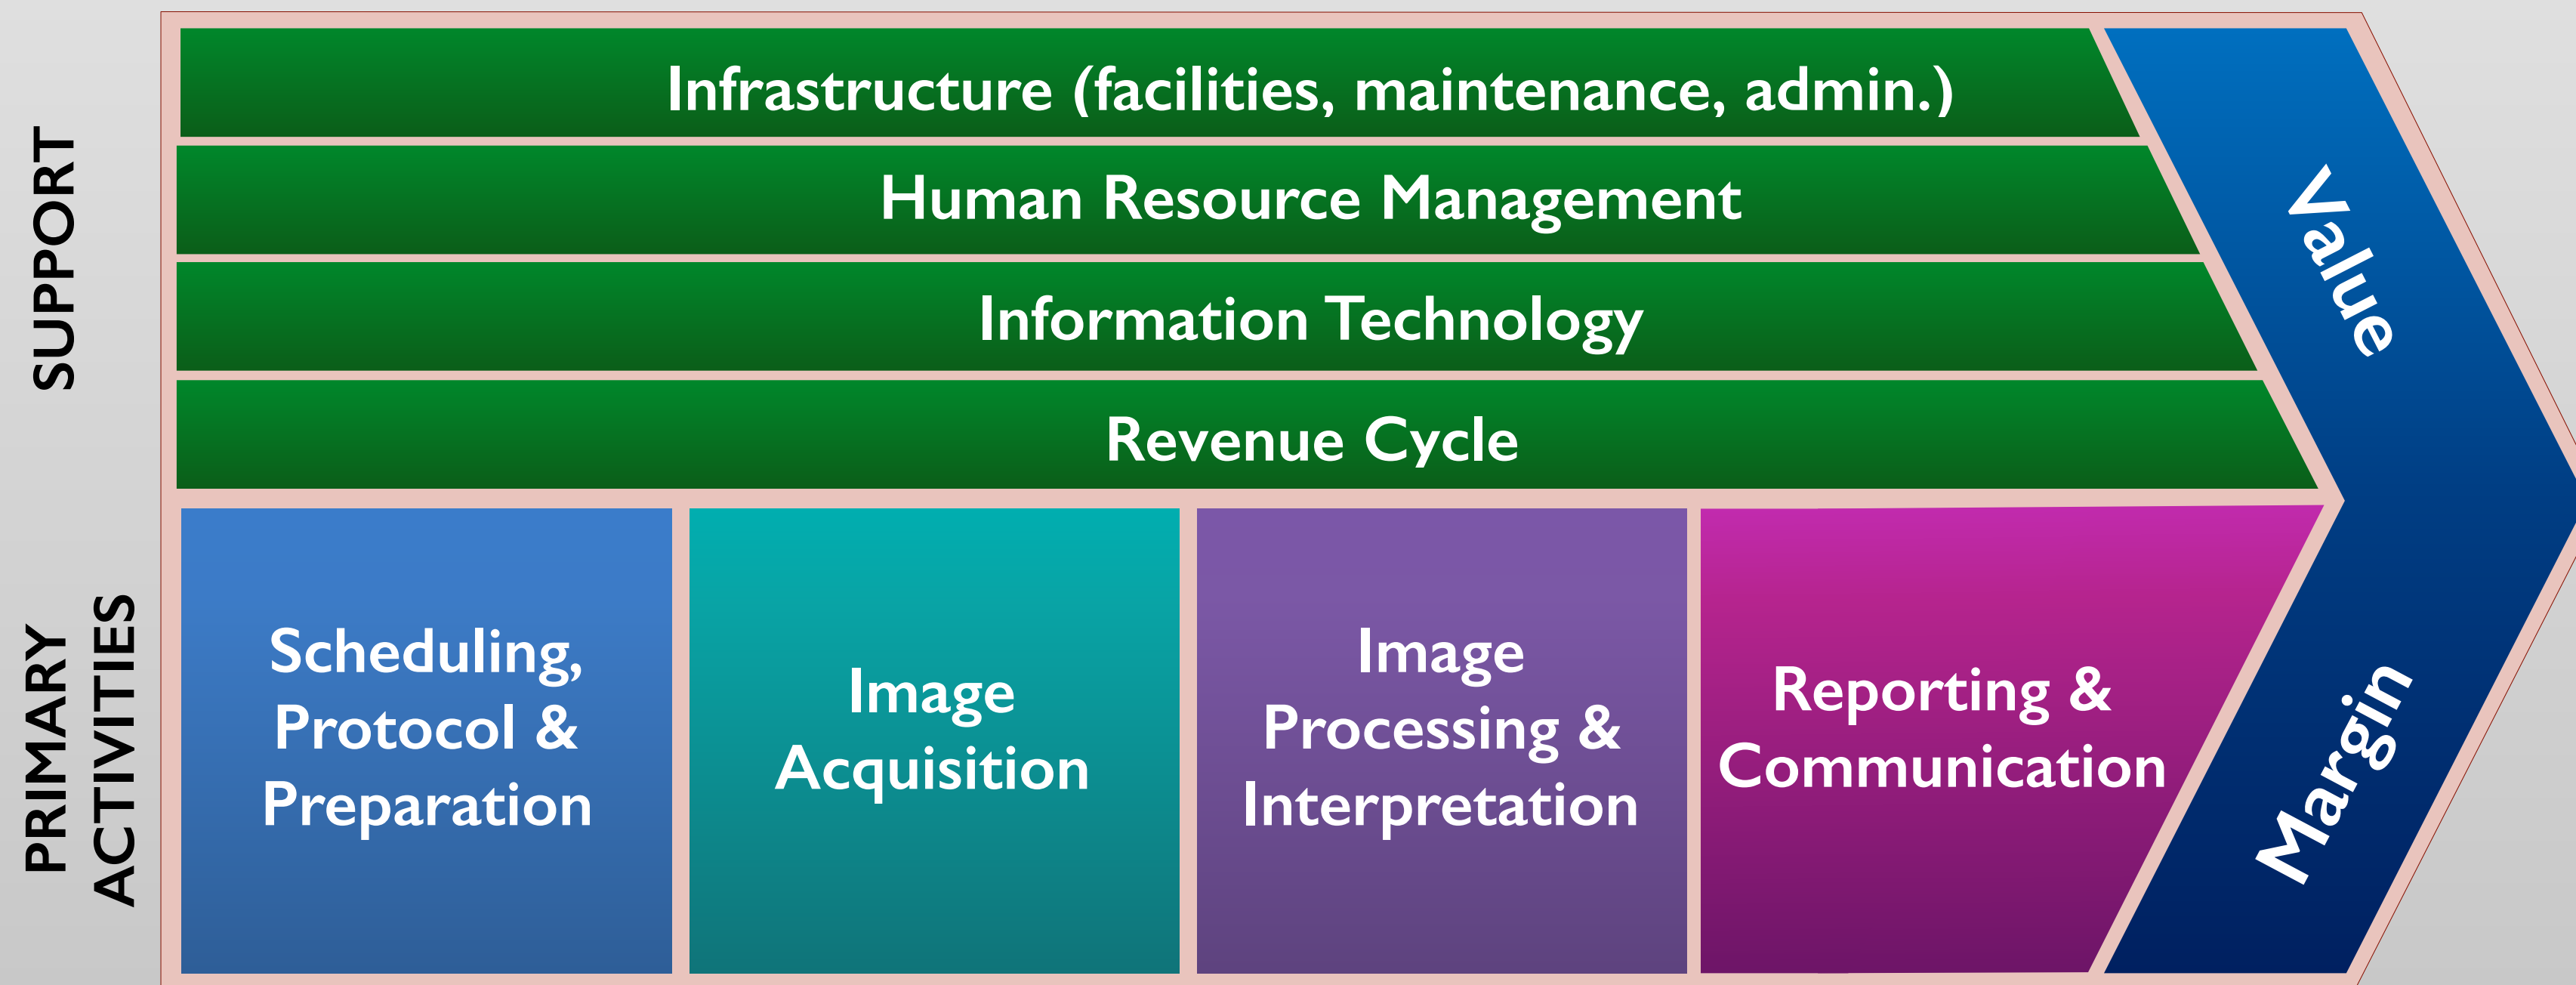 SUPPORT
Infrastructure (facilities, maintenance, admin.)
Human Resource Management
Information Technology
Revenue Cycle
Value
PRIMARY
ACTIVITIES
Scheduling,
Protocol &
Preparation
Image
Acquisition
Image
Processing &
Interpretation
Reporting &
Communication
Margin